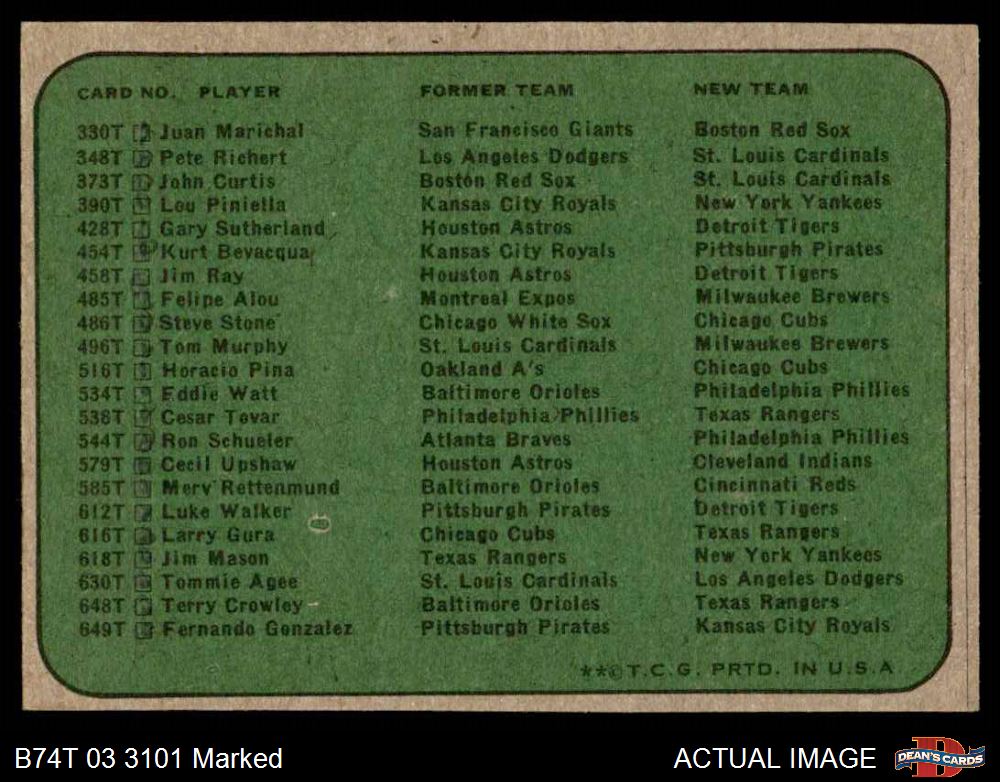 CARD NO. PLAYER FORMER TEAM NEW TEAM
330T Juan Marichal San Francisco Giants Boston Red Sox
348T Pete Richert Los Angeles Dodgers St. Louis Cardinals
373T John Curtis Boston Red Sox St. Louis Cardinals
390T Lou Piniella Kansas City Royals New York Yankees
428T Gary Sutherland Houston Astros Detroit Tigers
454T Kurt Bevacqua Kansas City Royals Pittsburgh Pirates
458T Jim Ray Houston Astros Detroit Tigers
485T Felipe Alou Montreal Expos Milwaukee Brewers
486T Steve Stone Chicago White Sox Chicago Cubs
496T Tom Murphy St. Louis Cardinals Milwaukee Brewers
516T Horacio Pina Oakland A's Chicago Cubs
534T Eddie Watt Baltimore Orioles Philadelphia Phillies
538T Cesar Tovar Philadelphia Phillies Texas Rangers
544T Ron Schueler Atlanta Braves Philadelphia Phillies
579T Cecil Upshaw Houston Astros Cleveland Indians
585T Merv Rettenmund Baltimore Orioles Cincinnati Reds
612T Luke Walker Pittsburgh Pirates Detroit Tigers
616T Larry Gura Chicago Cubs Texas Rangers
618T Jim Mason Texas Rangers New York Yankees
630T Tommie Agee St. Louis Cardinals Los Angeles Dodgers
648T Terry Crowley Baltimore Orioles Texas Rangers
649T Fernando Gonzalez Pittsburgh Pirates Kansas City Royals
**©T.C.G. PRTD. IN U.S.A
B74T 03 3101 Marked ACTUAL IMAGE D DEAN'S CARDS